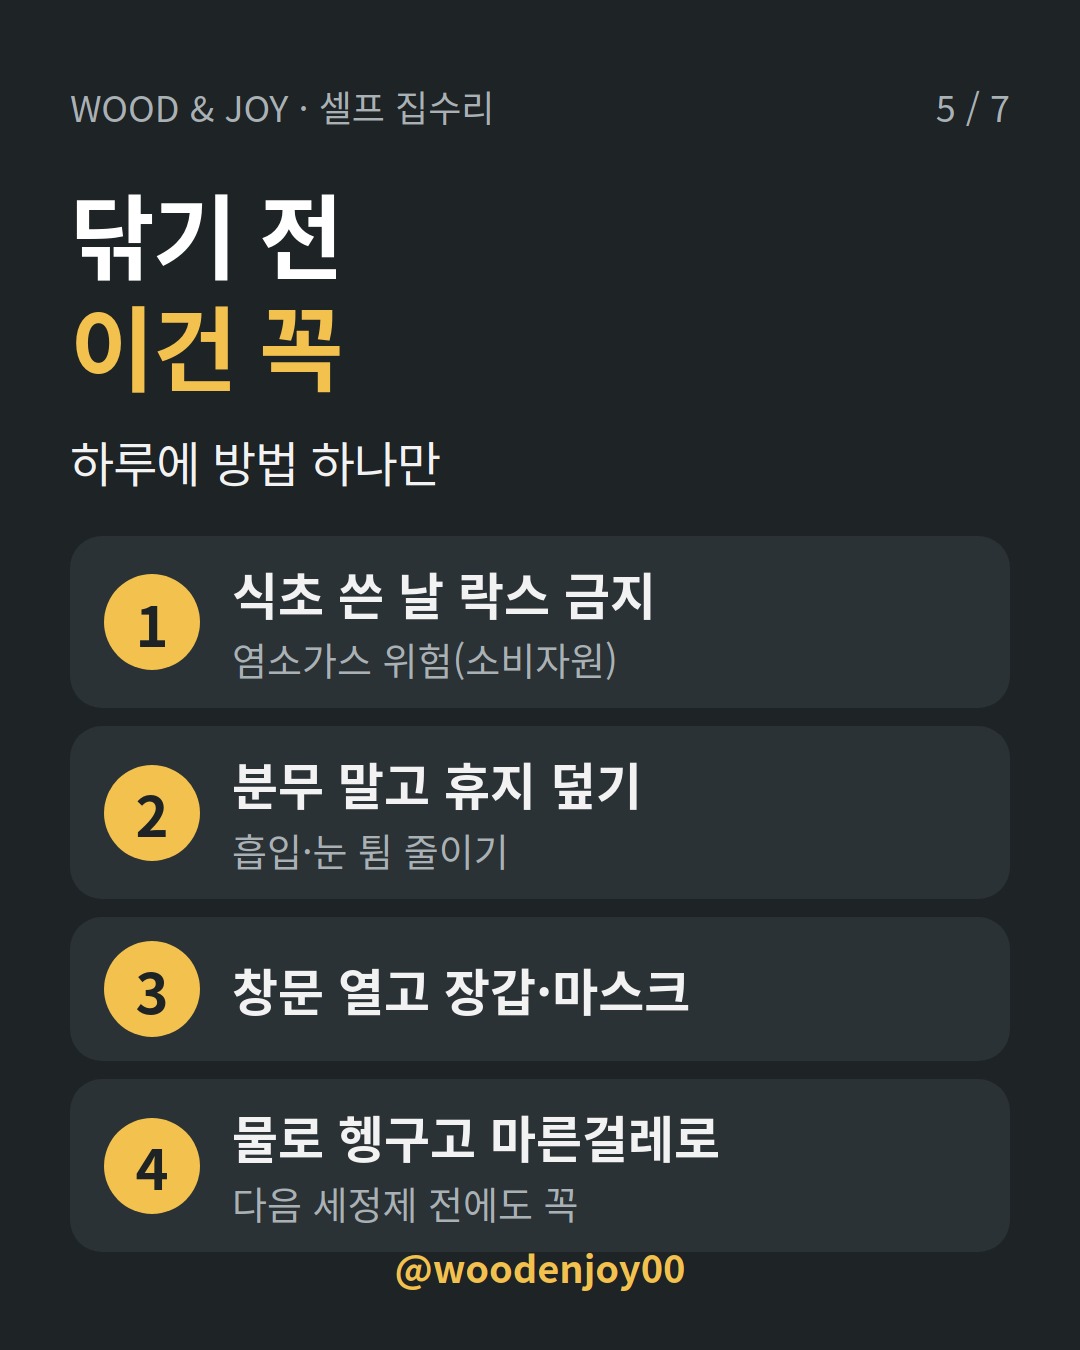 WOOD & JOY · 셀프 집수리
5 / 7
닦기 전
이건 꼭
하루에 방법 하나만
1
식초 쓴 날 락스 금지
염소가스 위험(소비자원)
2
분무 말고 휴지 덮기
흡입·눈 튐 줄이기
3
창문 열고 장갑·마스크
4
물로 헹구고 마른걸레로
다음 세정제 전에도 꼭
@woodenjoy00